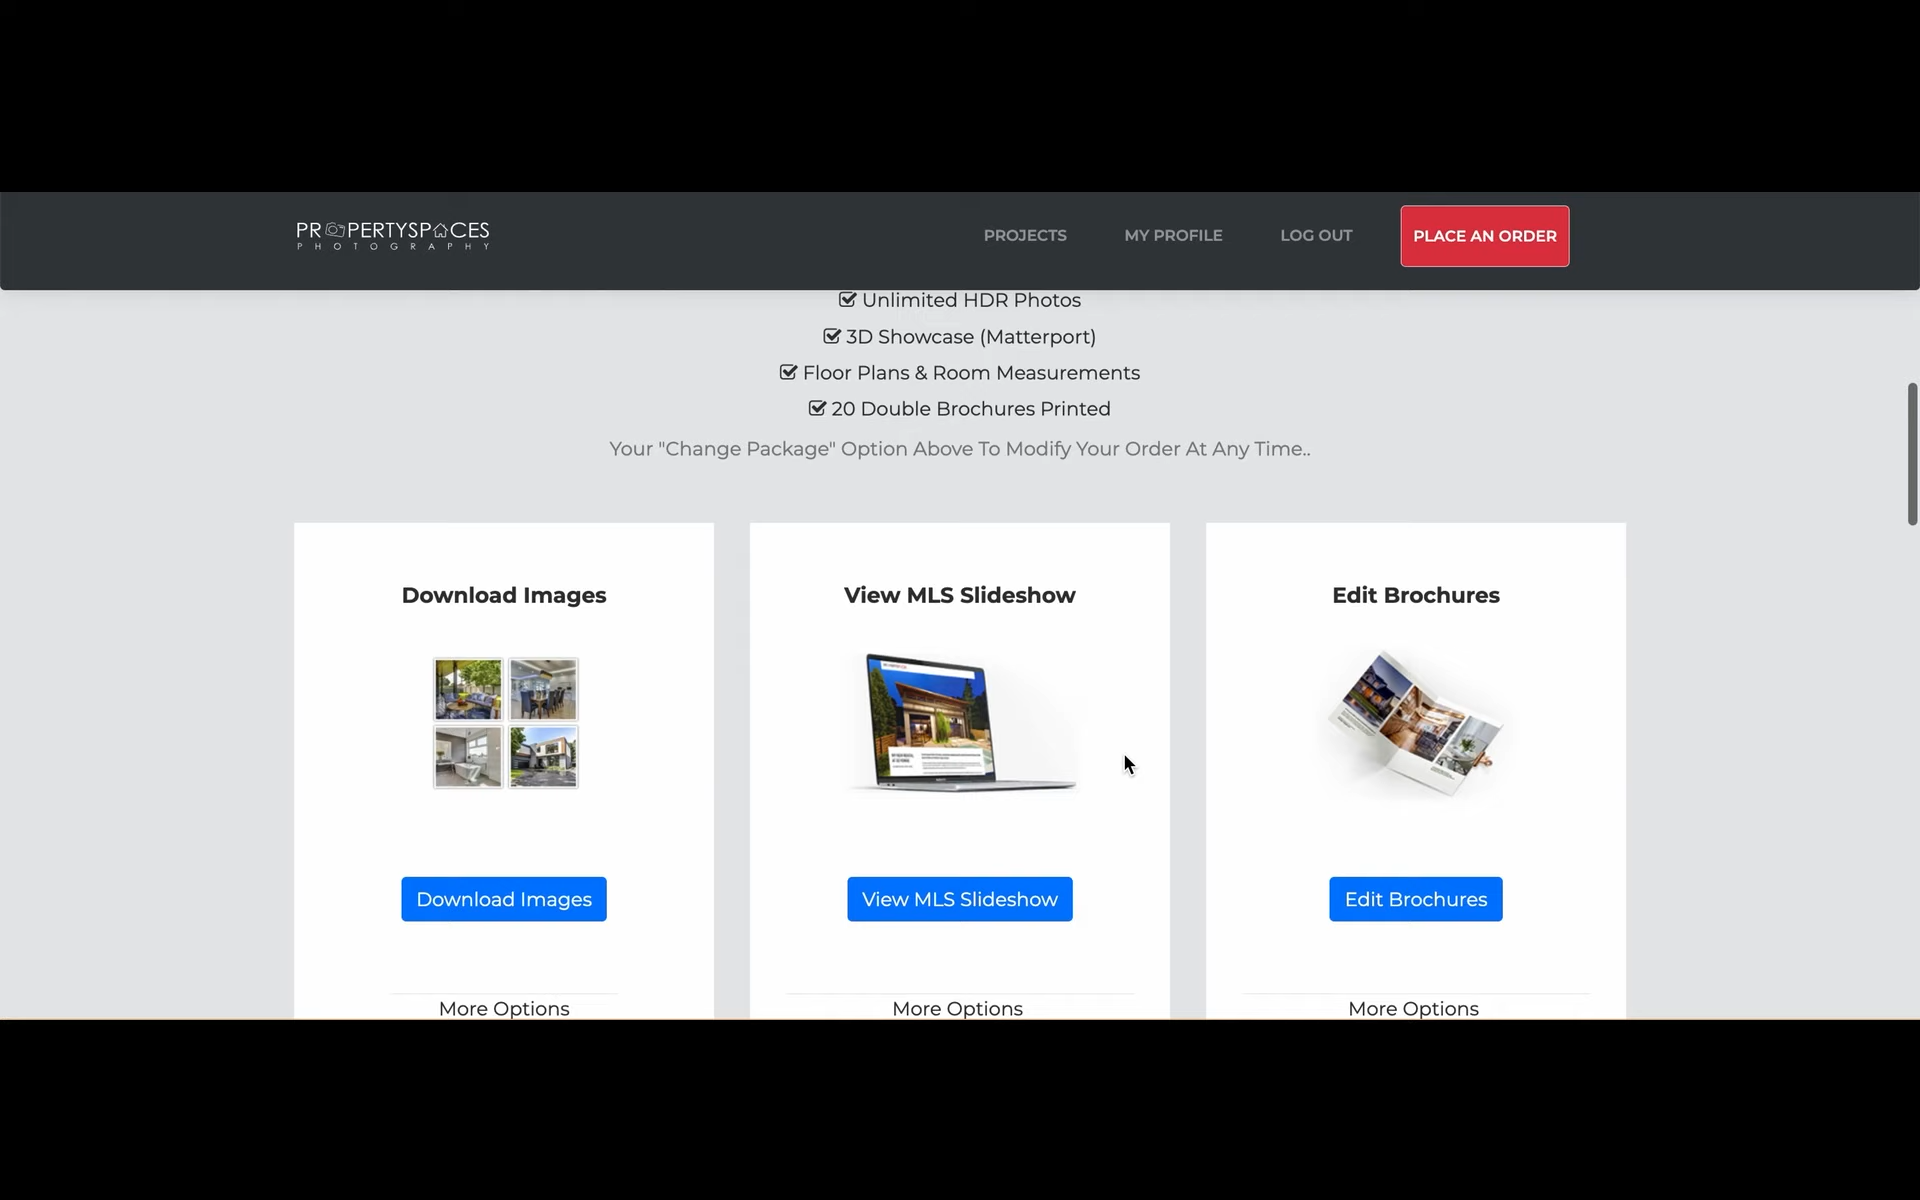 PROPERTYSPACES
PHOTOGRAPHY
PROJECTS
MY PROFILE
LOG OUT
PLACE AN ORDER
Unlimited HDR Photos
3D Showcase (Matterport)
Floor Plans & Room Measurements
20 Double Brochures Printed
Your "Change Package" Option Above To Modify Your Order At Any Time..
Download Images
View MLS Slideshow
Edit Brochures
Download Images
View MLS Slideshow
Edit Brochures
More Options
More Options
More Options